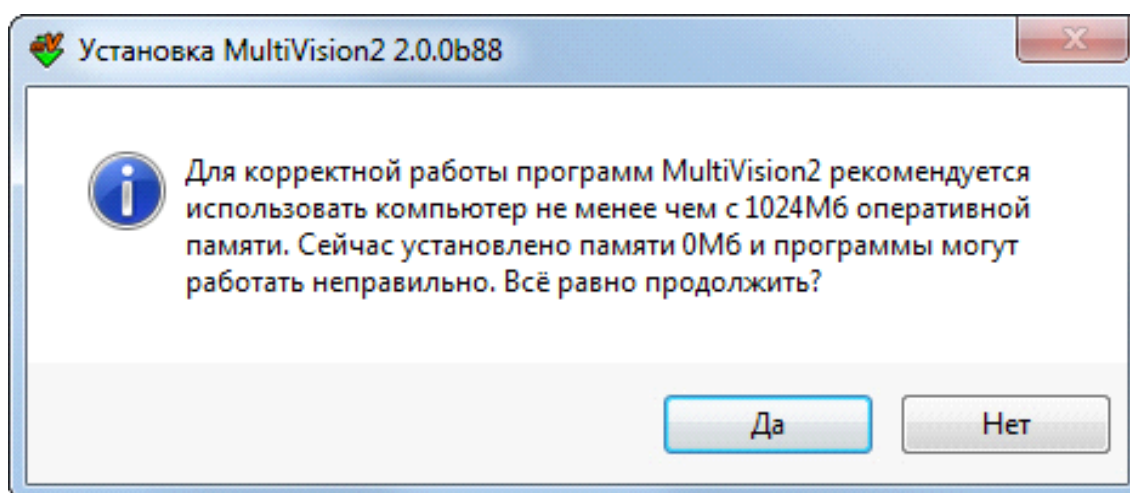 Установка MultiVision2 2.0.0b88
Для корректной работы программ MultiVision2 рекомендуется
использовать компьютер не менее чем с 1024Мб оперативной
памяти. Сейчас установлено памяти 0Мб и программы могут
работать неправильно. Всё равно продолжить?
Да
Нет